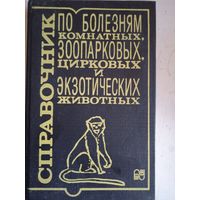 СПРАВОЧНИК
ПО БОЛЕЗНЯМ
КОМНАТНЫХ,
ЗООПАРКОВЫХ,
ЦИРКОВЫХ И
ЭКЗОТИЧЕСКИХ
ЖИВОТНЫХ